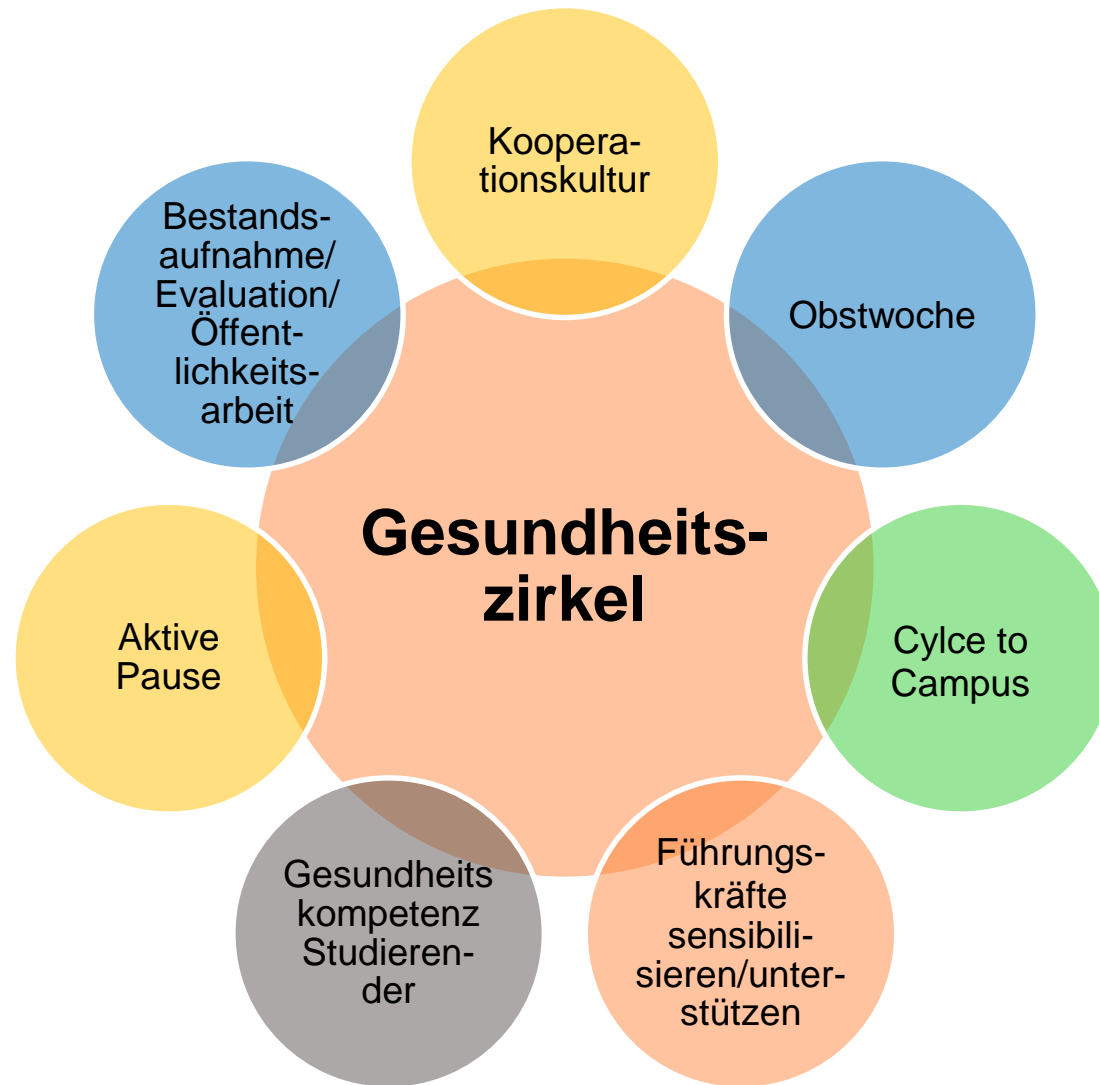 Koopera-
tionskultur
Bestands-
aufnahme/
Evaluation/
Öffent-
lichkeits-
arbeit
Obstwoche
Gesundheits-
zirkel
Aktive
Pause
Cylce to
Campus
Gesundheits
kompetenz
Studieren-
der
Führungs-
kräfte
sensibili-
sieren/unter-
stützen